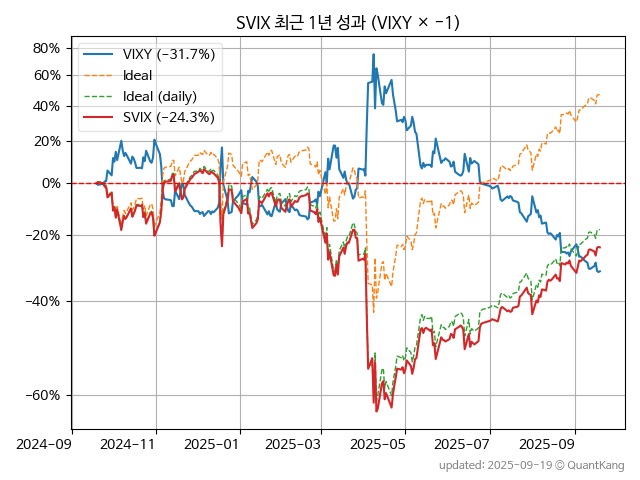 SVIX 최근 1년 성과 (VIXY × −1)
VIXY (−31.7%)
Ideal
Ideal (daily)
SVIX (−24.3%)
80%
60%
40%
20%
0%
−20%
−40%
−60%
2024-09 2024-11 2025-01 2025-03 2025-05 2025-07 2025-09
updated: 2025-09-19 © QuantKang